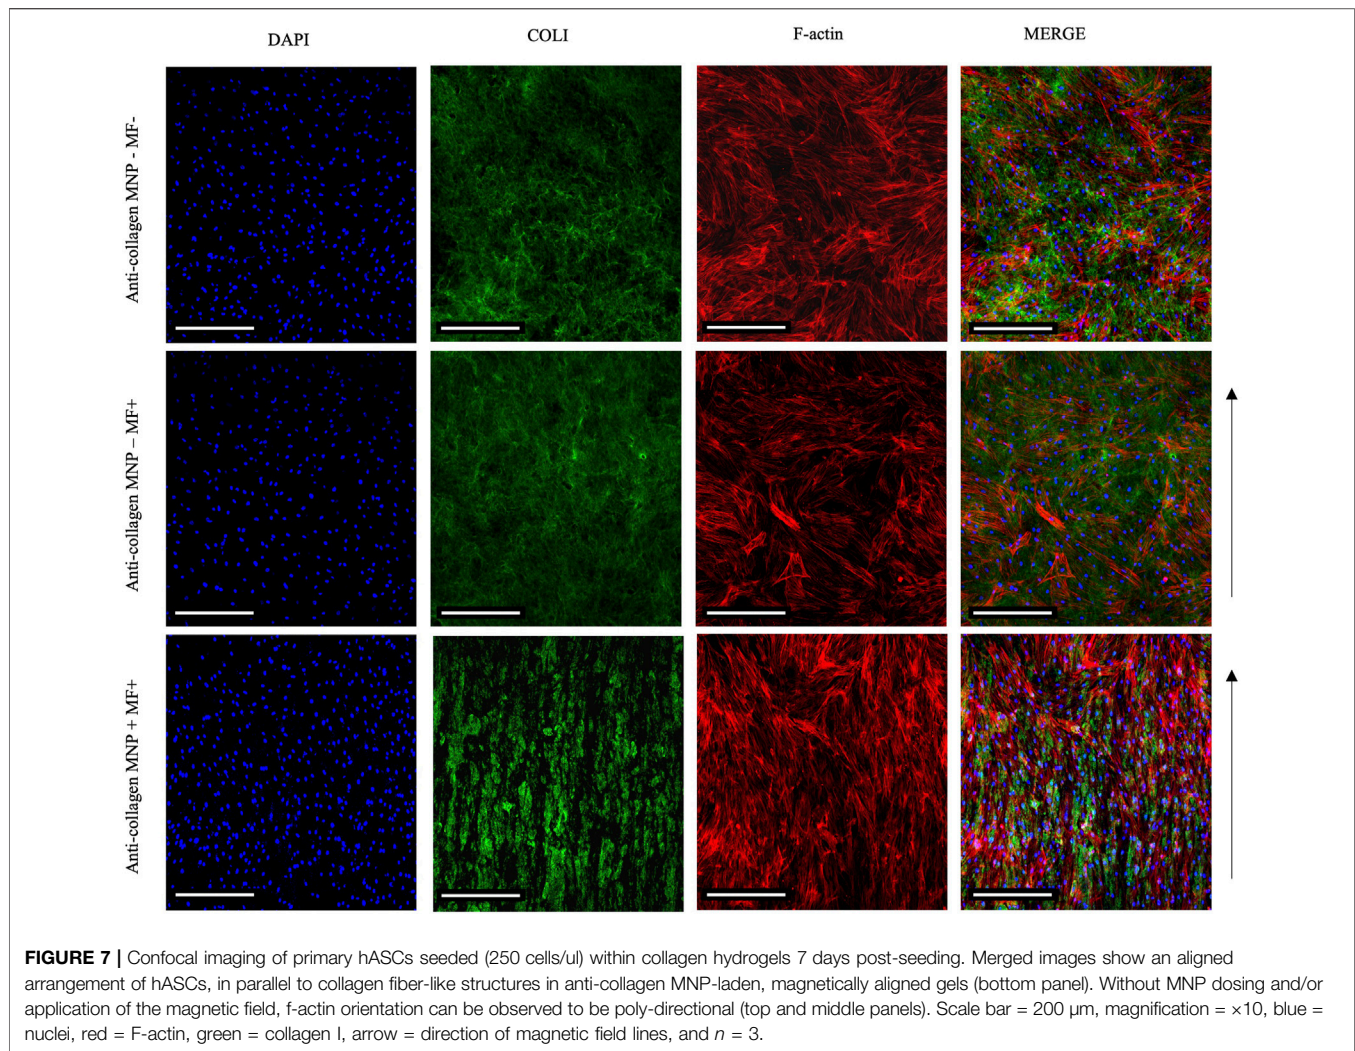 DAPI COLI F-actin MERGE
Anti-collagen MNP - MF-
Anti-collagen MNP – MF+
Anti-collagen MNP + MF+
FIGURE 7 | Confocal imaging of primary hASCs seeded (250 cells/ul) within collagen hydrogels 7 days post-seeding. Merged images show an aligned
arrangement of hASCs, in parallel to collagen fiber-like structures in anti-collagen MNP-laden, magnetically aligned gels (bottom panel). Without MNP dosing and/or
application of the magnetic field, f-actin orientation can be observed to be poly-directional (top and middle panels). Scale bar = 200 µm, magnification = ×10, blue =
nuclei, red = F-actin, green = collagen I, arrow = direction of magnetic field lines, and n = 3.